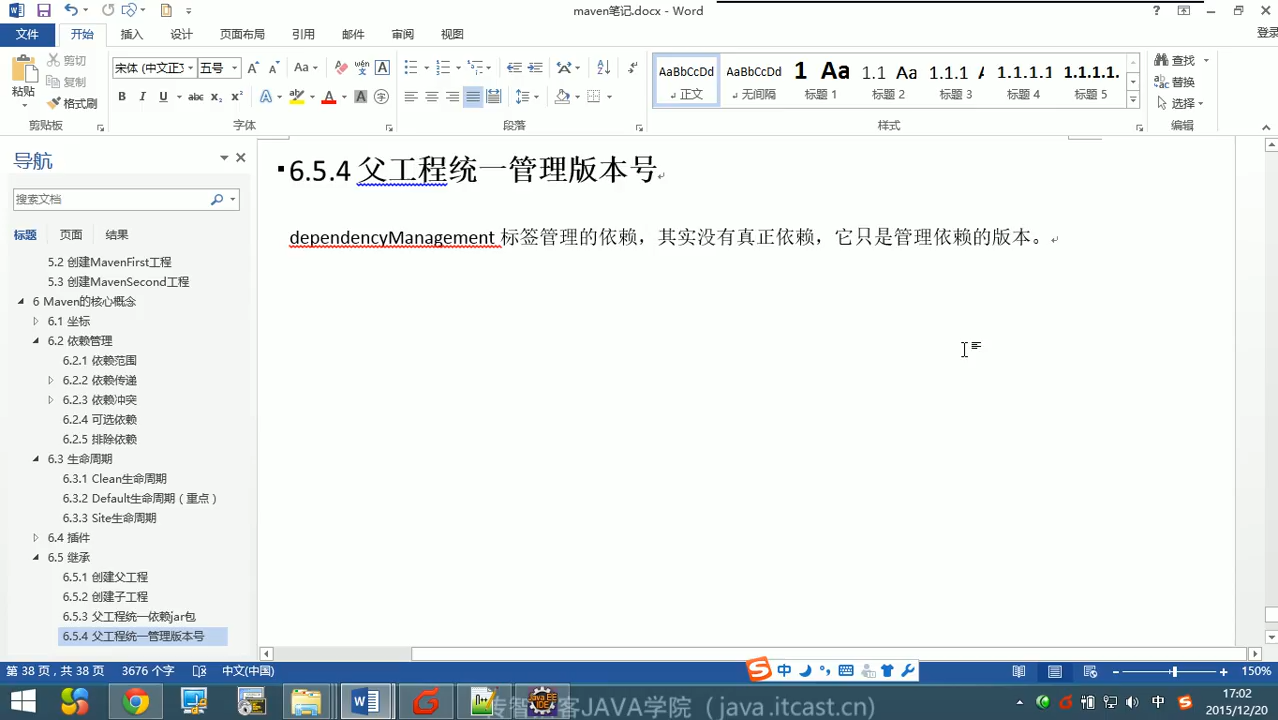 maven笔记.docx - Word
文件 开始 插入 设计 页面布局 引用 邮件 审阅 视图 登录
粘贴 剪切 复制 格式刷 剪贴板
宋体 (中文正 五号 字体
段落
AaBbCcDd AaBbCcDd 1 Aa 1.1 Aa 1.1.1 A 1.1.1.1 1.1.1.1.
正文 无间隔 标题 1 标题 2 标题 3 标题 4 标题 5
样式
查找
替换
选择
编辑
导航
搜索文档
标题 页面 结果
5.2 创建MavenFirst工程
5.3 创建MavenSecond工程
6 Maven的核心概念
6.1 坐标
6.2 依赖管理
6.2.1 依赖范围
6.2.2 依赖传递
6.2.3 依赖冲突
6.2.4 可选依赖
6.2.5 排除依赖
6.3 生命周期
6.3.1 Clean生命周期
6.3.2 Default生命周期（重点）
6.3.3 Site生命周期
6.4 插件
6.5 继承
6.5.1 创建父工程
6.5.2 创建子工程
6.5.3 父工程统一依赖jar包
6.5.4 父工程统一管理版本号
6.5.4 父工程统一管理版本号
dependencyManagement 标签管理的依赖，其实没有真正依赖，它只是管理依赖的版本。
第 38 页，共 38 页 3676 个字 中文(中国) 150%
中
客JAVA学院（java.itcast.cn）
中
17:02
2015/12/20